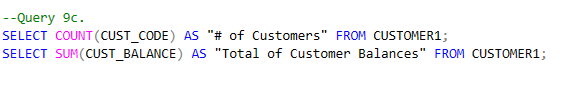 --Query 9c.
SELECT COUNT(CUST_CODE) AS "# of Customers" FROM CUSTOMER1;
SELECT SUM(CUST_BALANCE) AS "Total of Customer Balances" FROM CUSTOMER1;